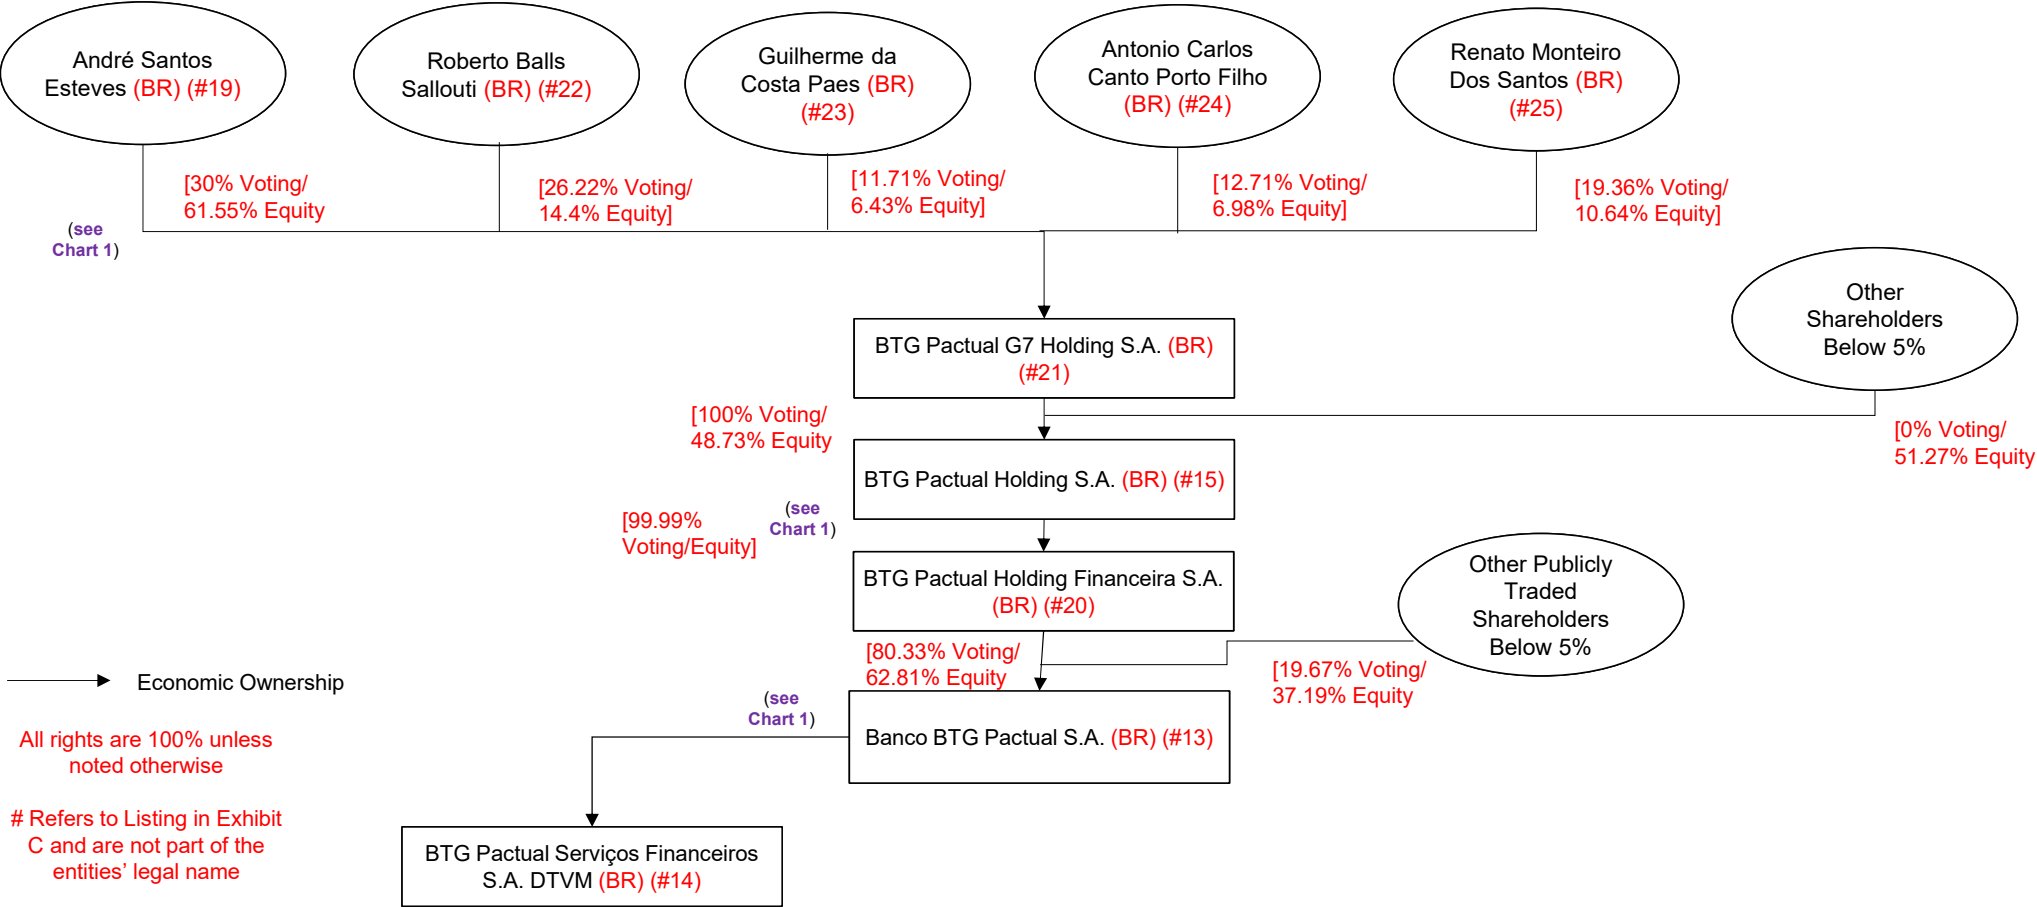 André Santos
Esteves (BR) (#19)
Roberto Balls
Sallouti (BR) (#22)
Guilherme da
Costa Paes (BR)
(#23)
Antonio Carlos
Canto Porto Filho
(BR) (#24)
Renato Monteiro
Dos Santos (BR)
(#25)
[30% Voting/
61.55% Equity
[26.22% Voting/
14.4% Equity]
[11.71% Voting/
6.43% Equity]
[12.71% Voting/
6.98% Equity]
[19.36% Voting/
10.64% Equity]
(see
Chart 1)
Other
Shareholders
Below 5%
BTG Pactual G7 Holding S.A. (BR)
(#21)
[100% Voting/
48.73% Equity
[0% Voting/
51.27% Equity
BTG Pactual Holding S.A. (BR) (#15)
[99.99%
Voting/Equity]
(see
Chart 1)
BTG Pactual Holding Financeira S.A.
(BR) (#20)
Other Publicly
Traded
Shareholders
Below 5%
[80.33% Voting/
62.81% Equity
[19.67% Voting/
37.19% Equity
Economic Ownership
(see
Chart 1)
Banco BTG Pactual S.A. (BR) (#13)
All rights are 100% unless
noted otherwise
# Refers to Listing in Exhibit
C and are not part of the
entities’ legal name
BTG Pactual Serviços Financeiros
S.A. DTVM (BR) (#14)